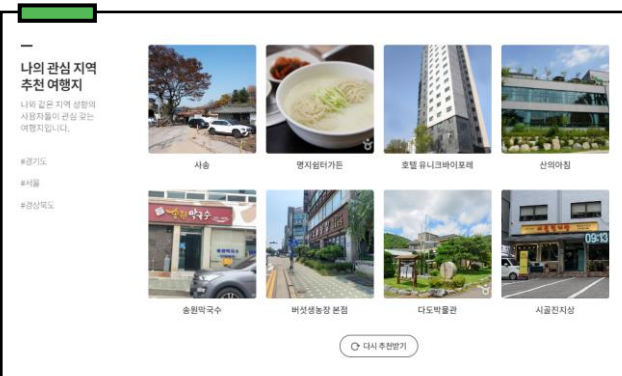 나의 관심 지역
추천 여행지
나와 같은 지역 성향의
사용자들이 관심 갖는
여행지입니다.
#경기도
#서울
#경상북도
사송
명지쉼터가든
호텔 유니크바이포레
산의아침
송원막국수
버섯생농장 본점
다도박물관
시골진지상
09:13
다시 추천받기